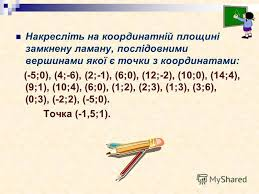 Накресліть на координатній площині
замкнену ламану, послідовними
вершинами якої є точки з координатами:
(-5;0), (4;-6), (2;-1), (6;0), (12;-2), (10;0), (14;4),
(9;1), (10;4), (6;0), (1;2), (2;3), (1;3), (3;6),
(0;3), (-2;2), (-5;0).
Точка (-1,5;1).
MyShared